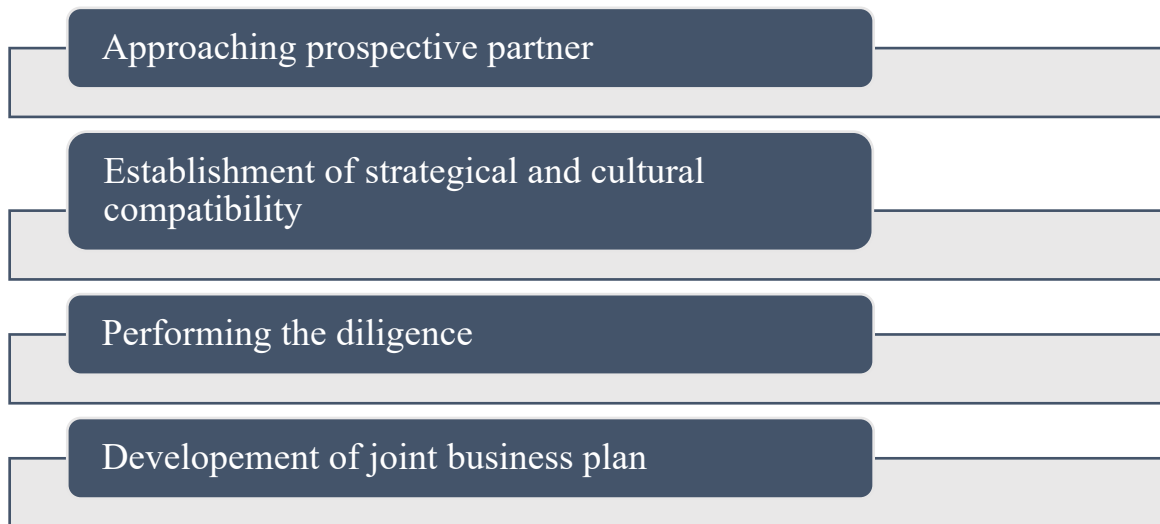 Approaching prospective partner
Establishment of strategical and cultural
compatibility
Performing the diligence
Developement of joint business plan